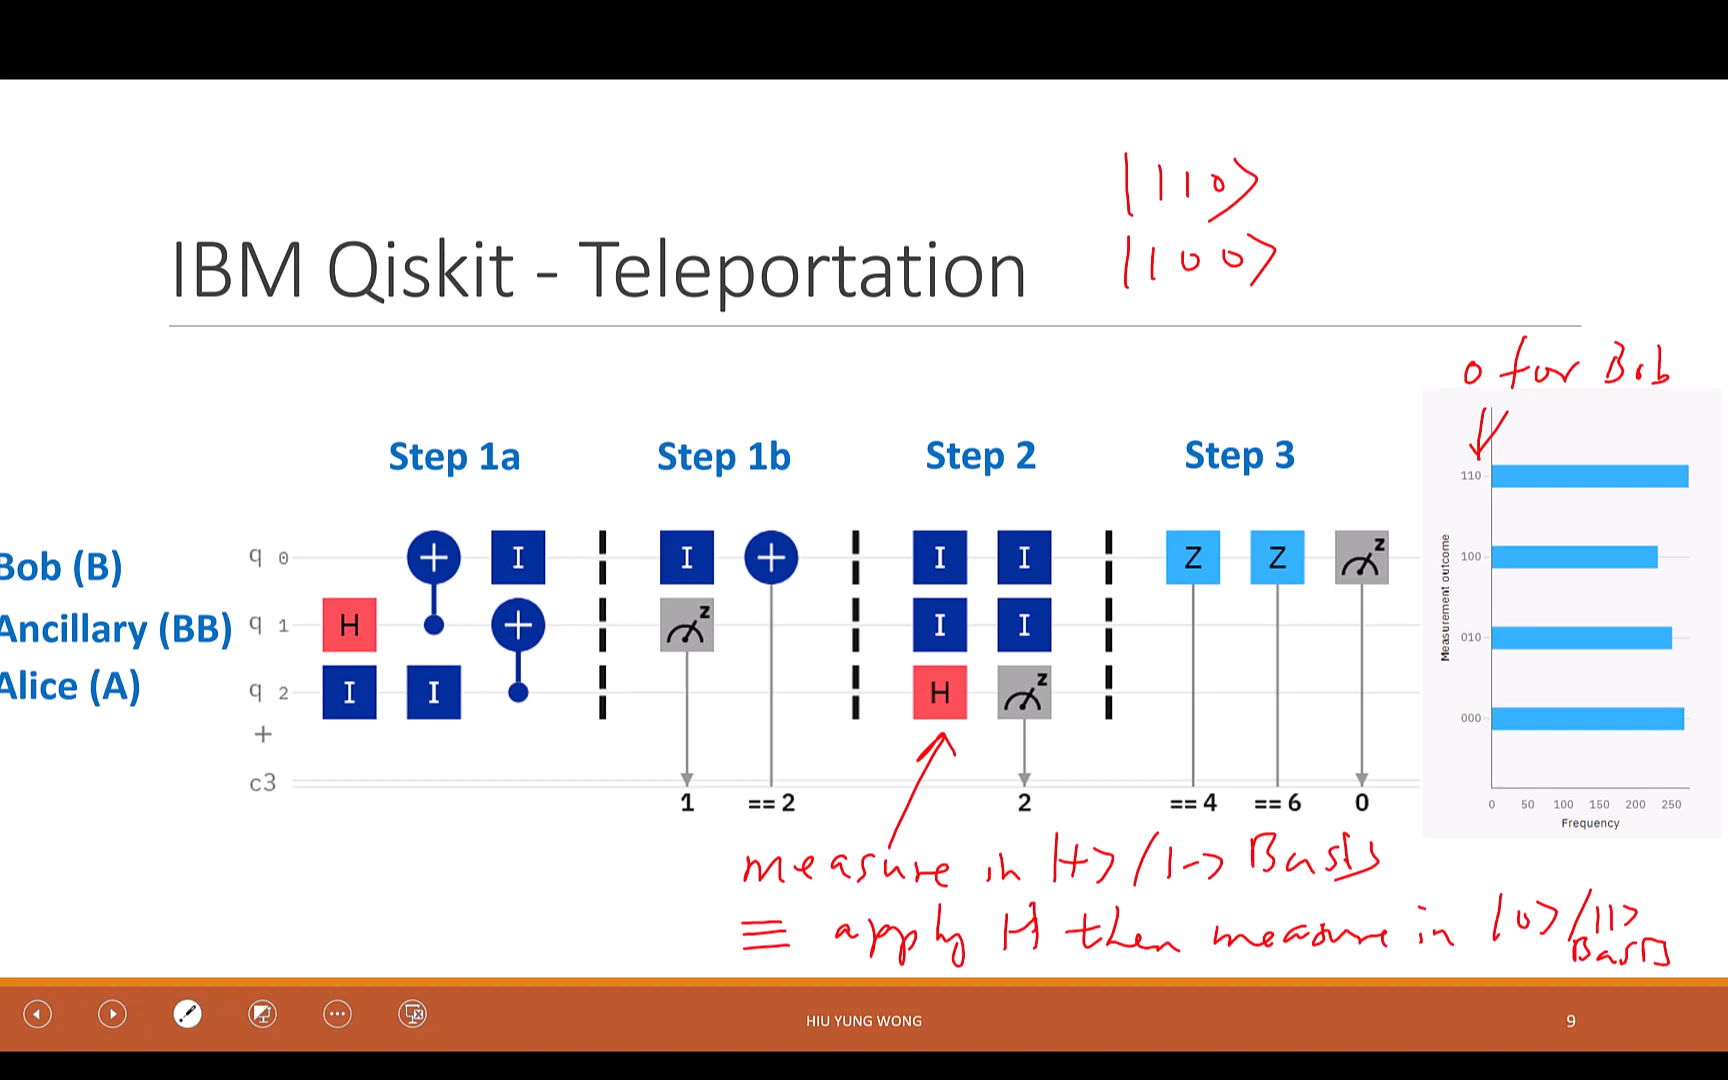 |110>
|100>
IBM Qiskit - Teleportation
0 for Bob
Step 1a Step 1b Step 2 Step 3
Bob (B) q 0 + I I + I I Z Z z
Ancillary (BB) q 1 H + z I I
Alice (A) q 2 I I H z
+
c3
1 == 2 2 == 4 == 6 0
Measurement outcome
110
100
010
000
0 50 100 150 200 250
Frequency
measure in |+> / |-> Basis
≡ apply H then measure in |0> / |1>
Basis
HIU YUNG WONG
9